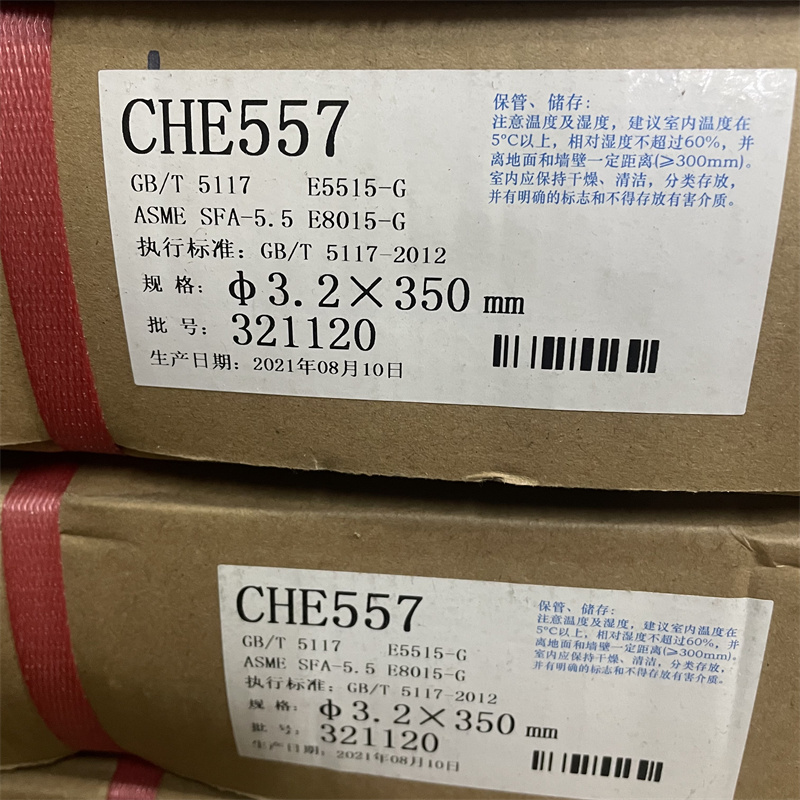 CHE557
GB/T 5117 E5515-G
ASME SFA-5.5 E8015-G
执行标准: GB/T 5117-2012
规 格: ф3.2×350 mm
批 号: 321120
生产日期: 2021年08月10日
保管、储存:
注意温度及湿度，建议室内温度在
5°C以上，相对湿度不超过60%，并
离地面和墙壁一定距离(≥300mm)。
室内应保持干燥、清洁，分类存放，
并有明确的标志和不得存放有害介质。
CHE557
GB/T 5117 E5515-G
ASME SFA-5.5 E8015-G
执行标准: GB/T 5117-2012
规 格: ф3.2×350 mm
批 号: 321120
生产日期: 2021年08月10日
保管、储存:
注意温度及湿度，建议室内温度在
5°C以上，相对湿度不超过60%，并
离地面和墙壁一定距离(≥300mm)。
室内应保持干燥、清洁，分类存放，
并有明确的标志和不得存放有害介质。